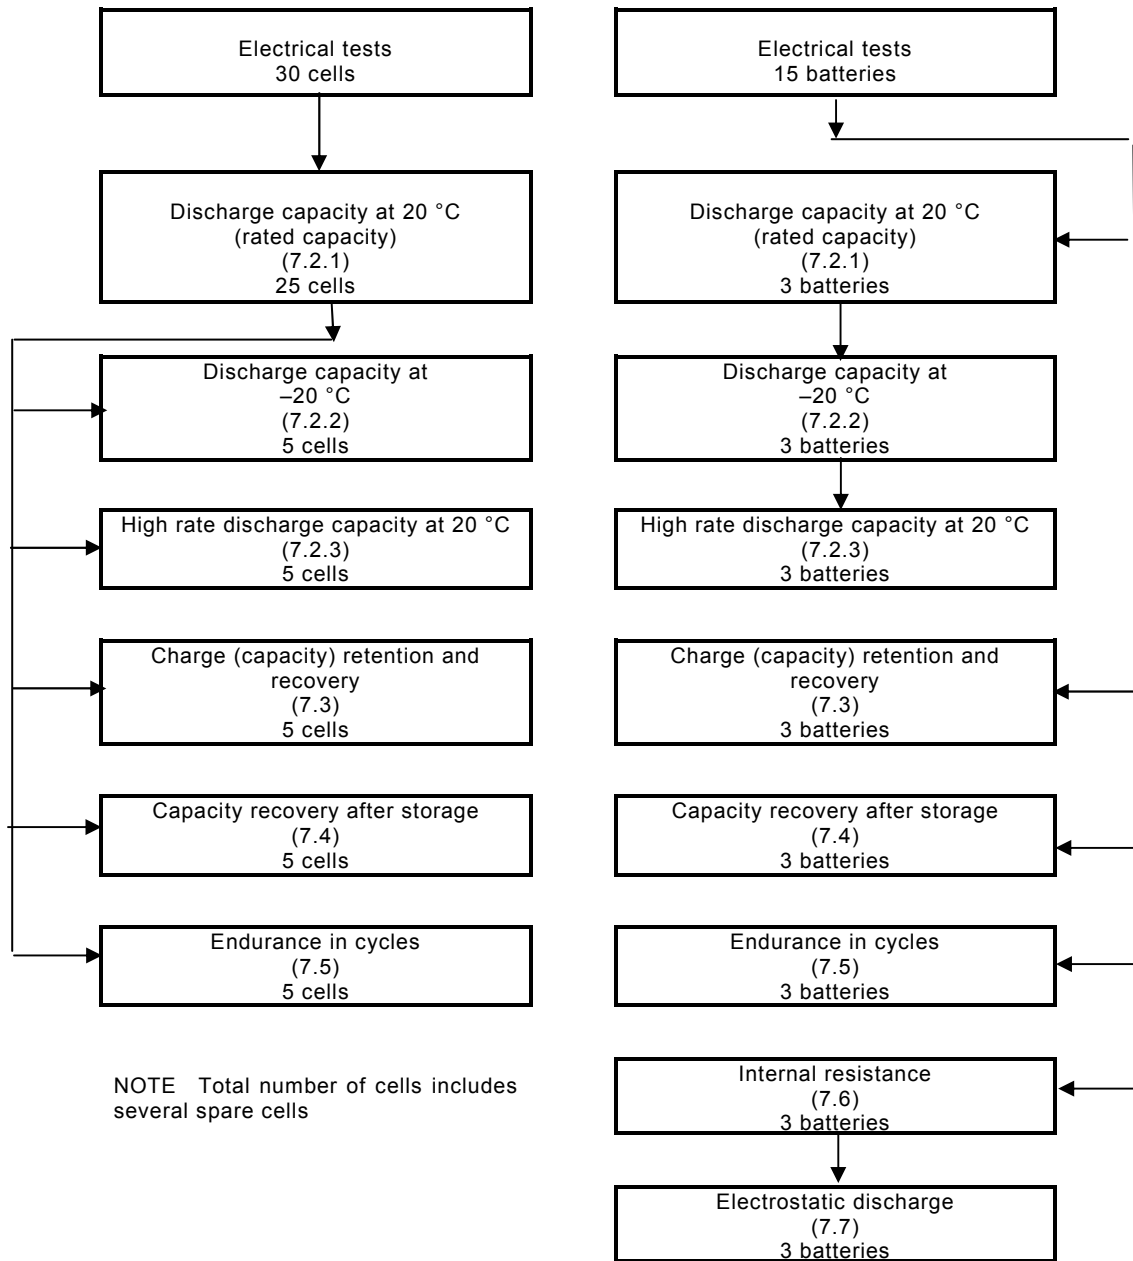 Electrical tests
30 cells
Discharge capacity at 20 °C
(rated capacity)
(7.2.1)
25 cells
Discharge capacity at
–20 °C
(7.2.2)
5 cells
High rate discharge capacity at 20 °C
(7.2.3)
5 cells
Charge (capacity) retention and
recovery
(7.3)
5 cells
Capacity recovery after storage
(7.4)
5 cells
Endurance in cycles
(7.5)
5 cells
NOTE Total number of cells includes
several spare cells
Electrical tests
15 batteries
Discharge capacity at 20 °C
(rated capacity)
(7.2.1)
3 batteries
Discharge capacity at
–20 °C
(7.2.2)
3 batteries
High rate discharge capacity at 20 °C
(7.2.3)
3 batteries
Charge (capacity) retention and
recovery
(7.3)
3 batteries
Capacity recovery after storage
(7.4)
3 batteries
Endurance in cycles
(7.5)
3 batteries
Internal resistance
(7.6)
3 batteries
Electrostatic discharge
(7.7)
3 batteries